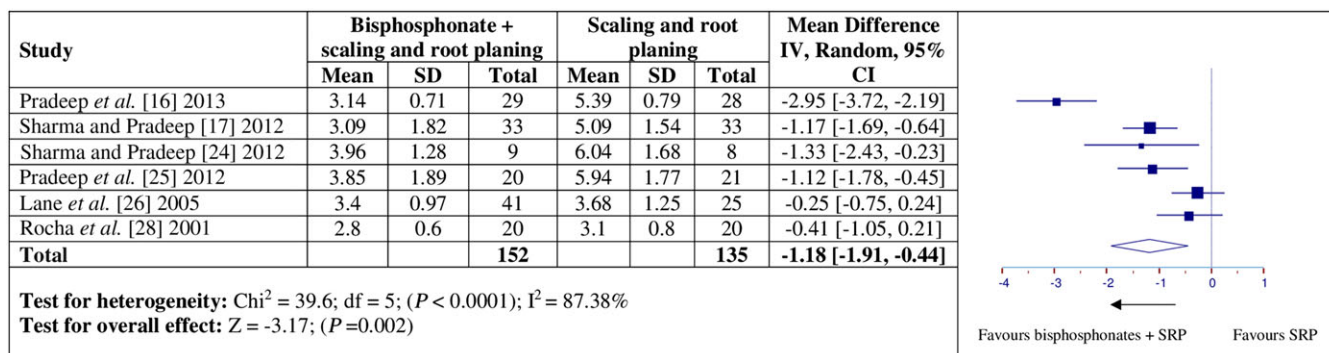 Study Bisphosphonate + scaling and root planing Scaling and root planing Mean Difference IV, Random, 95% CI
Mean SD Total Mean SD Total
Pradeep et al. [16] 2013 3.14 0.71 29 5.39 0.79 28 -2.95 [-3.72, -2.19]
Sharma and Pradeep [17] 2012 3.09 1.82 33 5.09 1.54 33 -1.17 [-1.69, -0.64]
Sharma and Pradeep [24] 2012 3.96 1.28 9 6.04 1.68 8 -1.33 [-2.43, -0.23]
Pradeep et al. [25] 2012 3.85 1.89 20 5.94 1.77 21 -1.12 [-1.78, -0.45]
Lane et al. [26] 2005 3.4 0.97 41 3.68 1.25 25 -0.25 [-0.75, 0.24]
Rocha et al. [28] 2001 2.8 0.6 20 3.1 0.8 20 -0.41 [-1.05, 0.21]
Total 152 135 -1.18 [-1.91, -0.44]
Test for heterogeneity: Chi² = 39.6; df = 5; (P < 0.0001); I² = 87.38%
Test for overall effect: Z = -3.17; (P =0.002)
-4 -3 -2 -1 0 1
Favours bisphosphonates + SRP Favours SRP